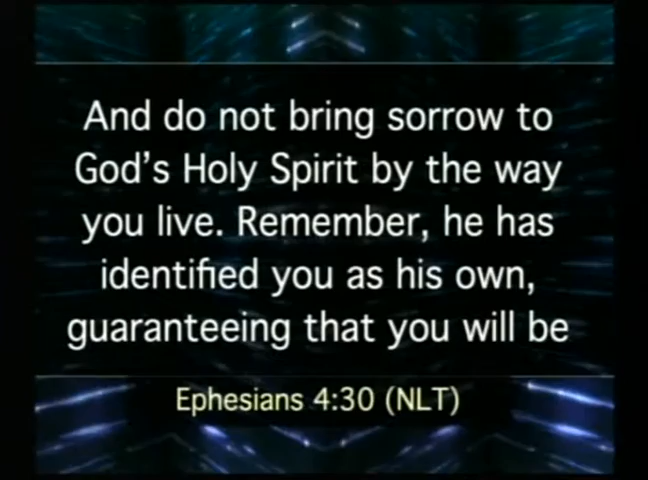 And do not bring sorrow to
God's Holy Spirit by the way
you live. Remember, he has
identified you as his own,
guaranteeing that you will be
Ephesians 4:30 (NLT)